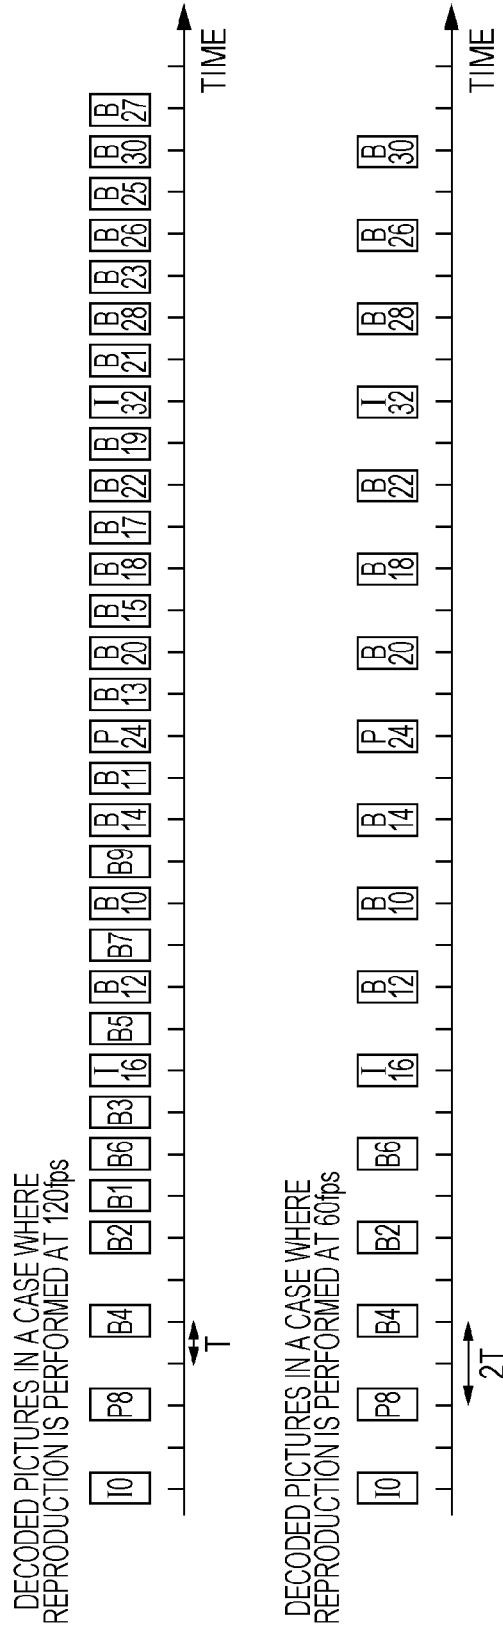 DECODED PICTURES IN A CASE WHERE
REPRODUCTION IS PERFORMED AT 120fps
I0 P8 B4 B2 B1 B6 B3 I16 B5 B12 B7 B10 B9 B14 B11 P24 B13 B20 B15 B18 B17 B22 B19 I32 B21 B28 B23 B26 B25 B30 B27
T
TIME
DECODED PICTURES IN A CASE WHERE
REPRODUCTION IS PERFORMED AT 60fps
I0 P8 B4 B2 B6 I16 B12 B10 B14 P24 B20 B18 B22 I32 B28 B26 B30
2T
TIME